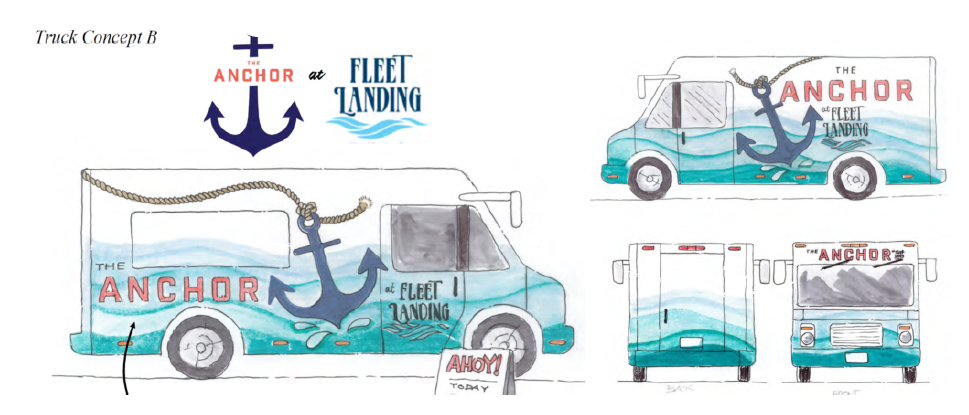 Truck Concept B
THE
ANCHOR
at
FLEET
LANDING
THE
ANCHOR
at FLEET
LANDING
THE
ANCHOR
at FLEET
LANDING
AHOY!
TODAY
THE ANCHOR
BACK
FRONT